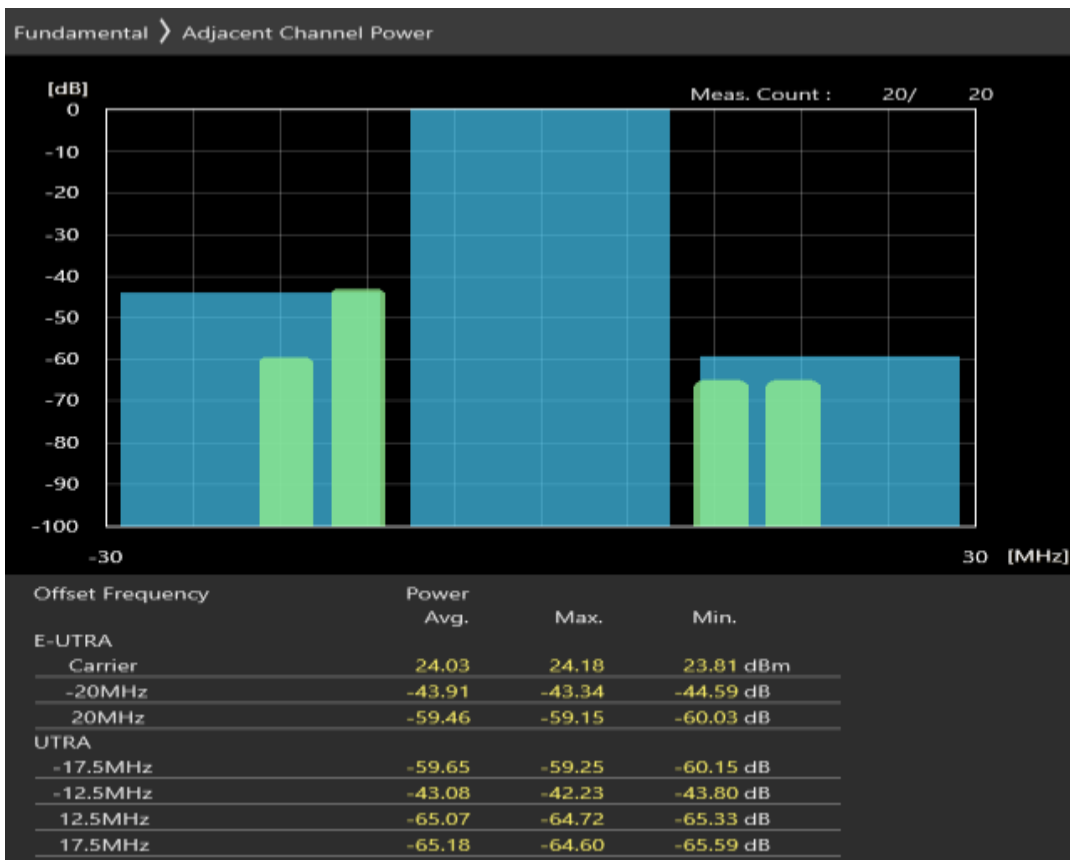 Fundamental ❯ Adjacent Channel Power
[dB]
Meas. Count : 20/ 20
0
-10
-20
-30
-40
-50
-60
-70
-80
-90
-100
-30 30 [MHz]
Offset Frequency Power
Avg. Max. Min.
E-UTRA
Carrier 24.03 24.18 23.81 dBm
-20MHz -43.91 -43.34 -44.59 dB
20MHz -59.46 -59.15 -60.03 dB
UTRA
-17.5MHz -59.65 -59.25 -60.15 dB
-12.5MHz -43.08 -42.23 -43.80 dB
12.5MHz -65.07 -64.72 -65.33 dB
17.5MHz -65.18 -64.60 -65.59 dB